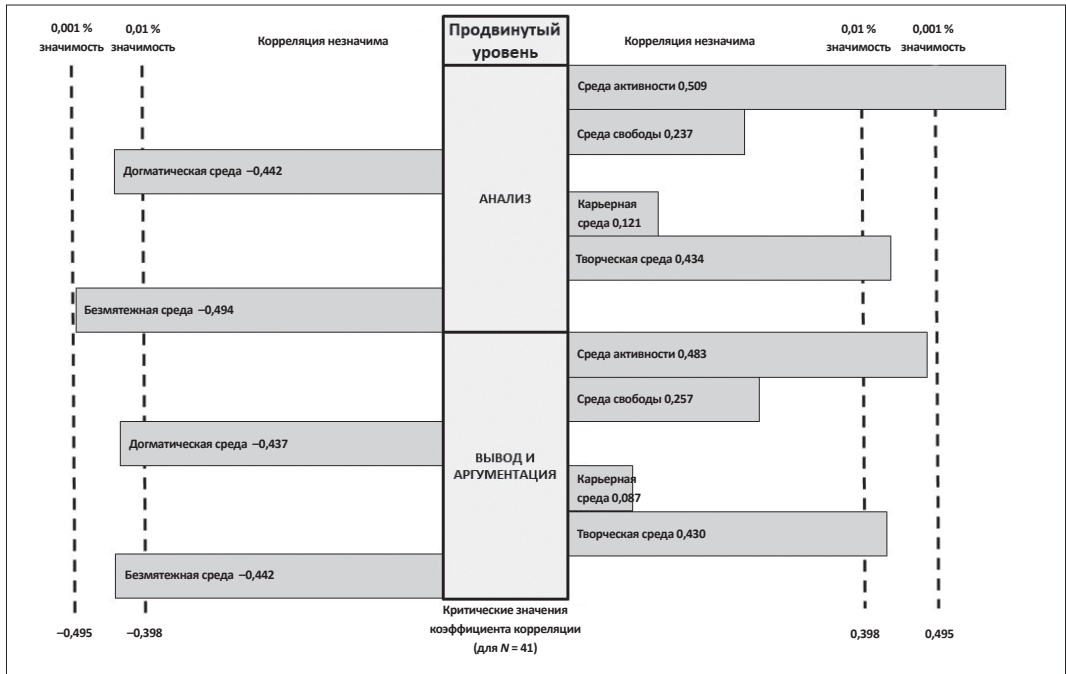 0,001 %
значимость
0,01 %
значимость
Корреляция незначима
Продвинутый
уровень
Корреляция незначима
0,01 %
значимость
0,001 %
значимость
Среда активности 0,509
Среда свободы 0,237
Догматическая среда –0,442
АНАЛИЗ
Карьерная
среда 0,121
Творческая среда 0,434
Безмятежная среда –0,494
Среда активности 0,483
Среда свободы 0,257
Догматическая среда –0,437
ВЫВОД И
АРГУМЕНТАЦИЯ
Карьерная
среда 0,087
Творческая среда 0,430
Безмятежная среда –0,442
–0,495
–0,398
Критические значения
коэффициента корреляции
(для N = 41)
0,398
0,495